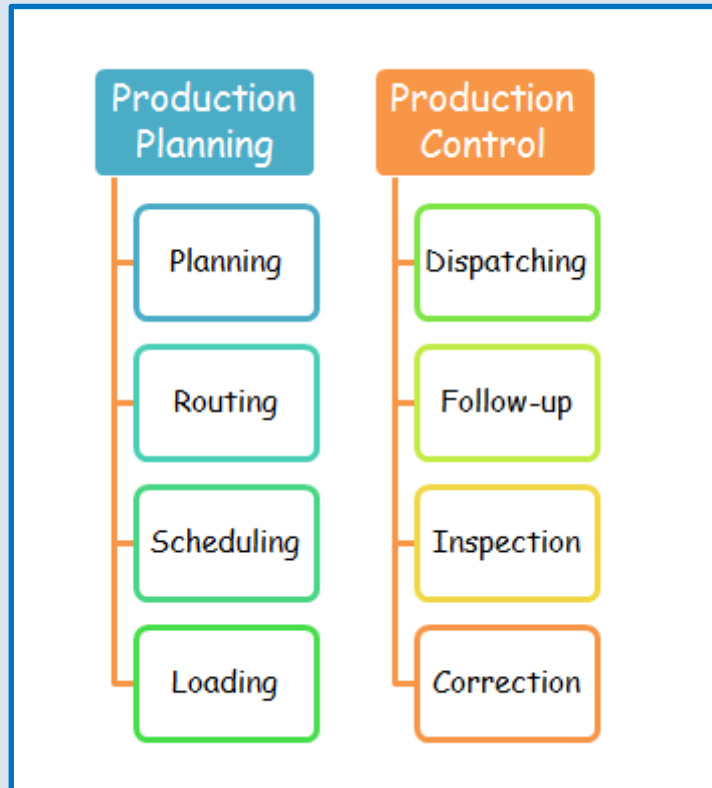 Production
Planning
Planning
Routing
Scheduling
Loading
Production
Control
Dispatching
Follow-up
Inspection
Correction